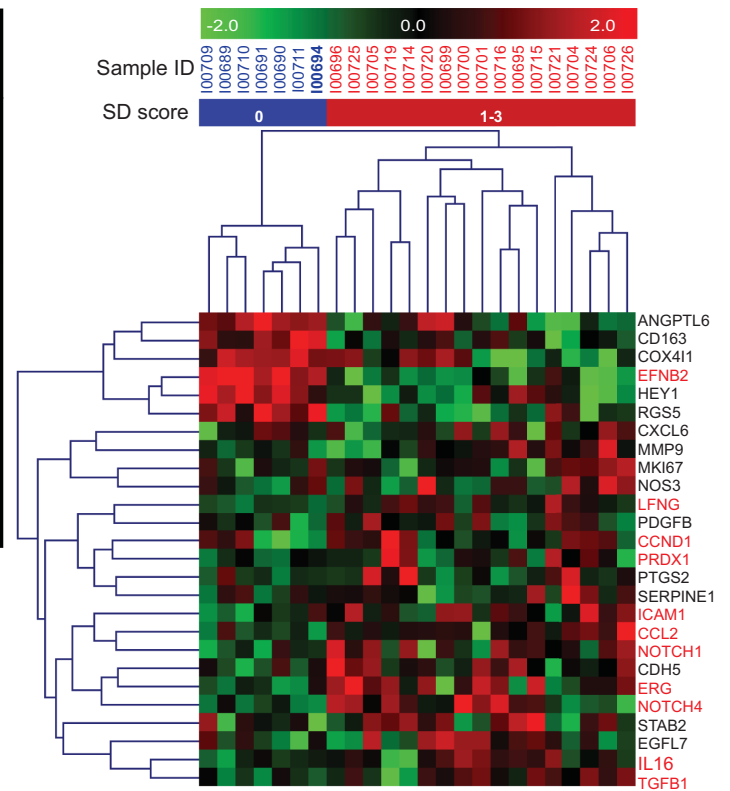 -2.0 0.0 2.0
Sample ID
I00709 I00689 I00710 I00691 I00690 I00711 I00694 I00696 I00725 I00705 I00719 I00714 I00720 I00699 I00700 I00701 I00716 I00695 I00715 I00721 I00704 I00724 I00706 I00726
SD score 0 1-3
ANGPTL6
CD163
COX4I1
EFNB2
HEY1
RGS5
CXCL6
MMP9
MKI67
NOS3
LFNG
PDGFB
CCND1
PRDX1
PTGS2
SERPINE1
ICAM1
CCL2
NOTCH1
CDH5
ERG
NOTCH4
STAB2
EGFL7
IL16
TGFB1